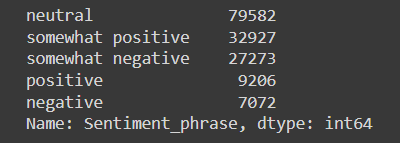 neutral 79582
somewhat positive 32927
somewhat negative 27273
positive 9206
negative 7072
Name: Sentiment_phrase, dtype: int64